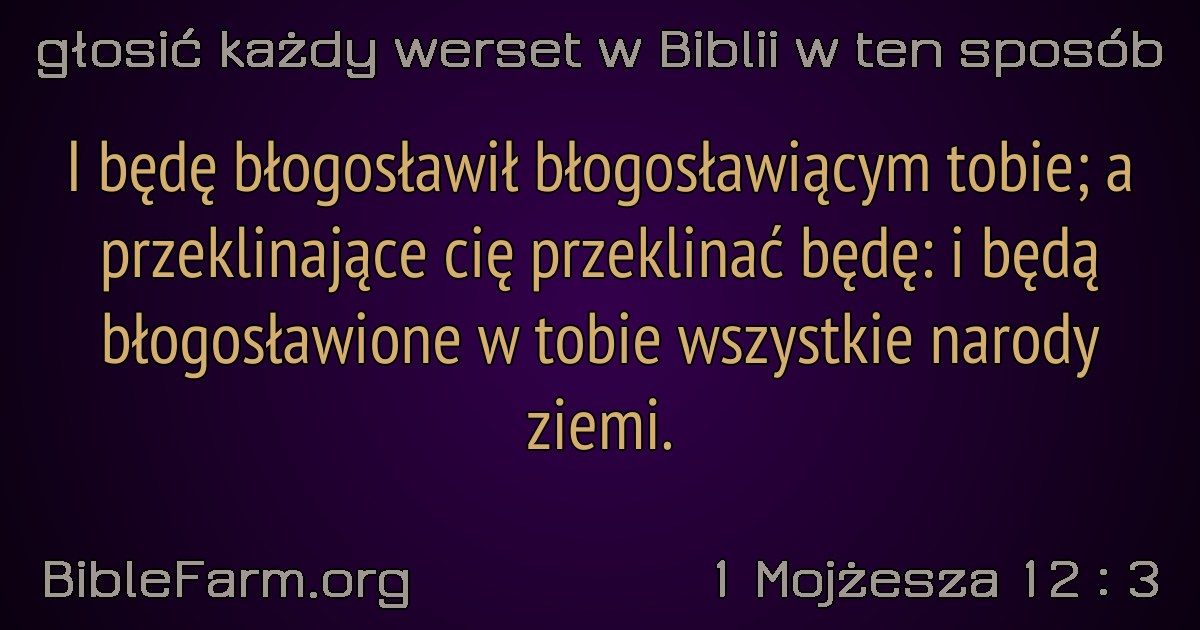 głosić każdy werset w Biblii w ten sposób
I będę błogosławił błogosławiącym tobie; a
przeklinające cię przeklinać będę: i będą
błogosławione w tobie wszystkie narody
ziemi.
BibleFarm.org
1 Mojżesza 12 : 3